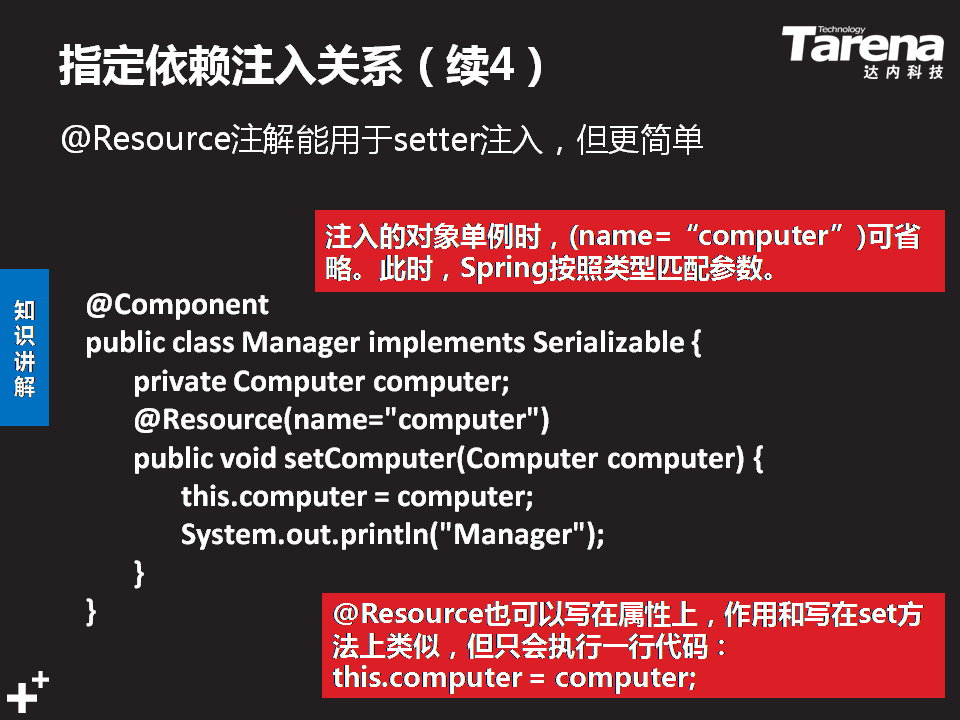 指定依赖注入关系（续4）
Technology
Tarena
达内科技
@Resource注解能用于setter注入，但更简单
注入的对象单例时，(name=“computer”)可省
略。此时，Spring按照类型匹配参数。
知识讲解
@Component
public class Manager implements Serializable {
private Computer computer;
@Resource(name="computer")
public void setComputer(Computer computer) {
this.computer = computer;
System.out.println("Manager");
}
}
@Resource也可以写在属性上，作用和写在set方
法上类似，但只会执行一行代码：
this.computer = computer;